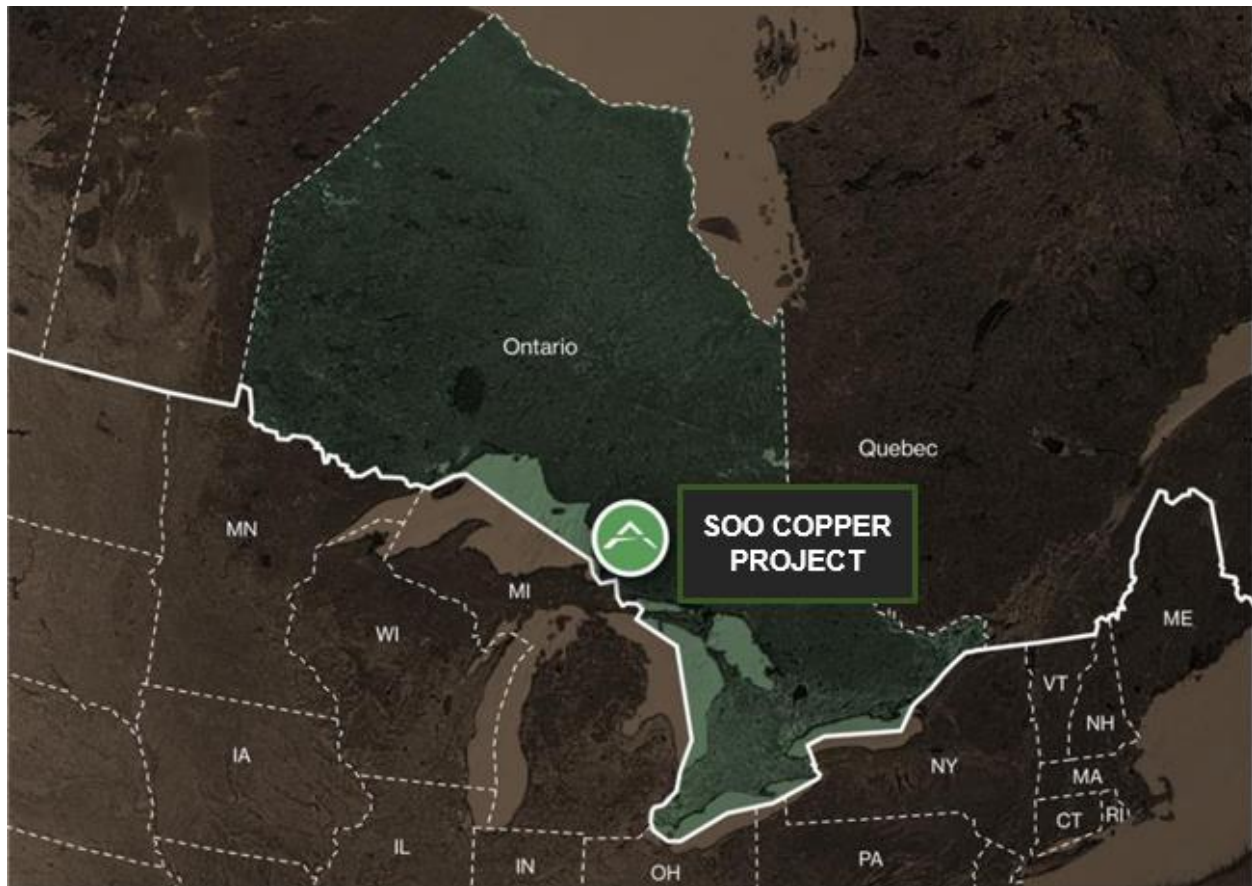 Ontario
Quebec
SOO COPPER
PROJECT
MN
MI
WI
ME
VT
NH
IA
NY
MA
CT
RI
IL
IN
OH
PA